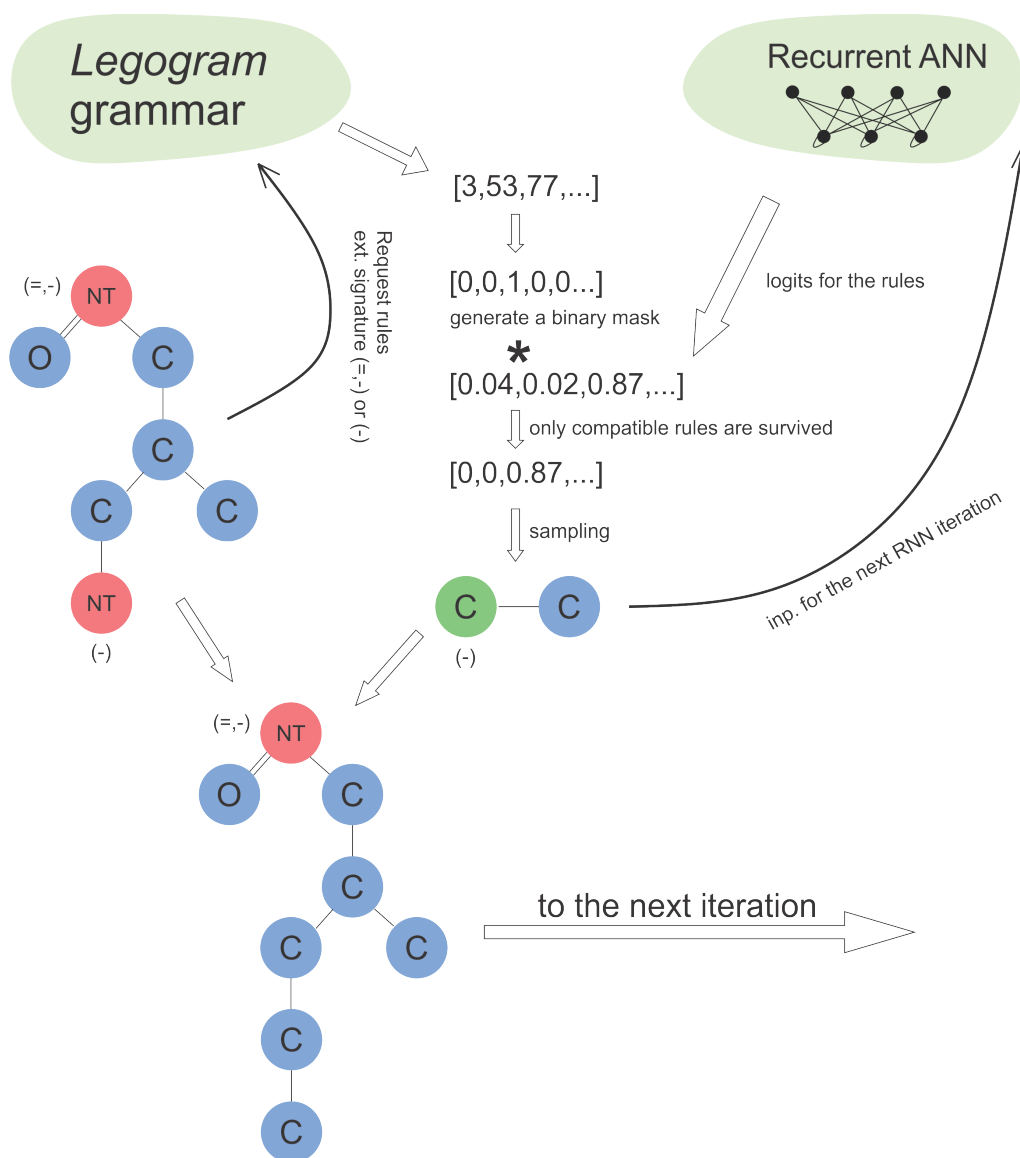 Legogram
grammar
Recurrent ANN
[3,53,77,...]
Request rules
ext. signature (=,-) or (-)
[0,0,1,0,0...]
logits for the rules
generate a binary mask
*
[0.04,0.02,0.87,...]
only compatible rules are survived
[0,0,0.87,...]
sampling
inp. for the next RNN iteration
(=,-)
NT
O
C
C
C
C
NT
(-)
C
C
(-)
(=,-)
NT
O
C
C
C
C
C
C
to the next iteration